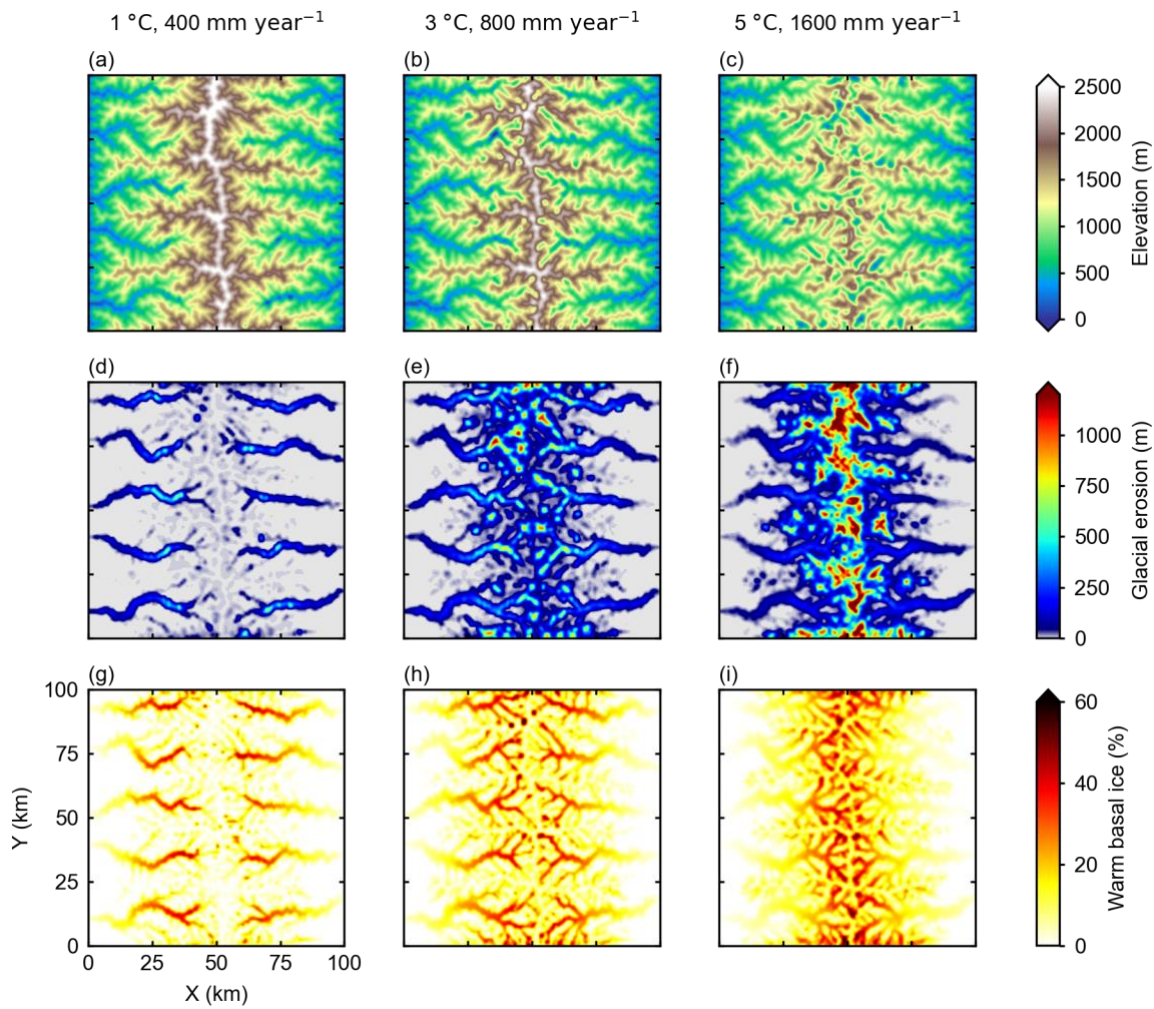 1 °C, 400 mm year⁻¹ 3 °C, 800 mm year⁻¹ 5 °C, 1600 mm year⁻¹
(a) (b) (c)
2500
2000
1500
1000
500
0
Elevation (m)
(d) (e) (f)
1000
750
500
250
0
Glacial erosion (m)
(g) (h) (i)
100
75
50
25
0
Y (km)
0 25 50 75 100
X (km)
60
40
20
0
Warm basal ice (%)